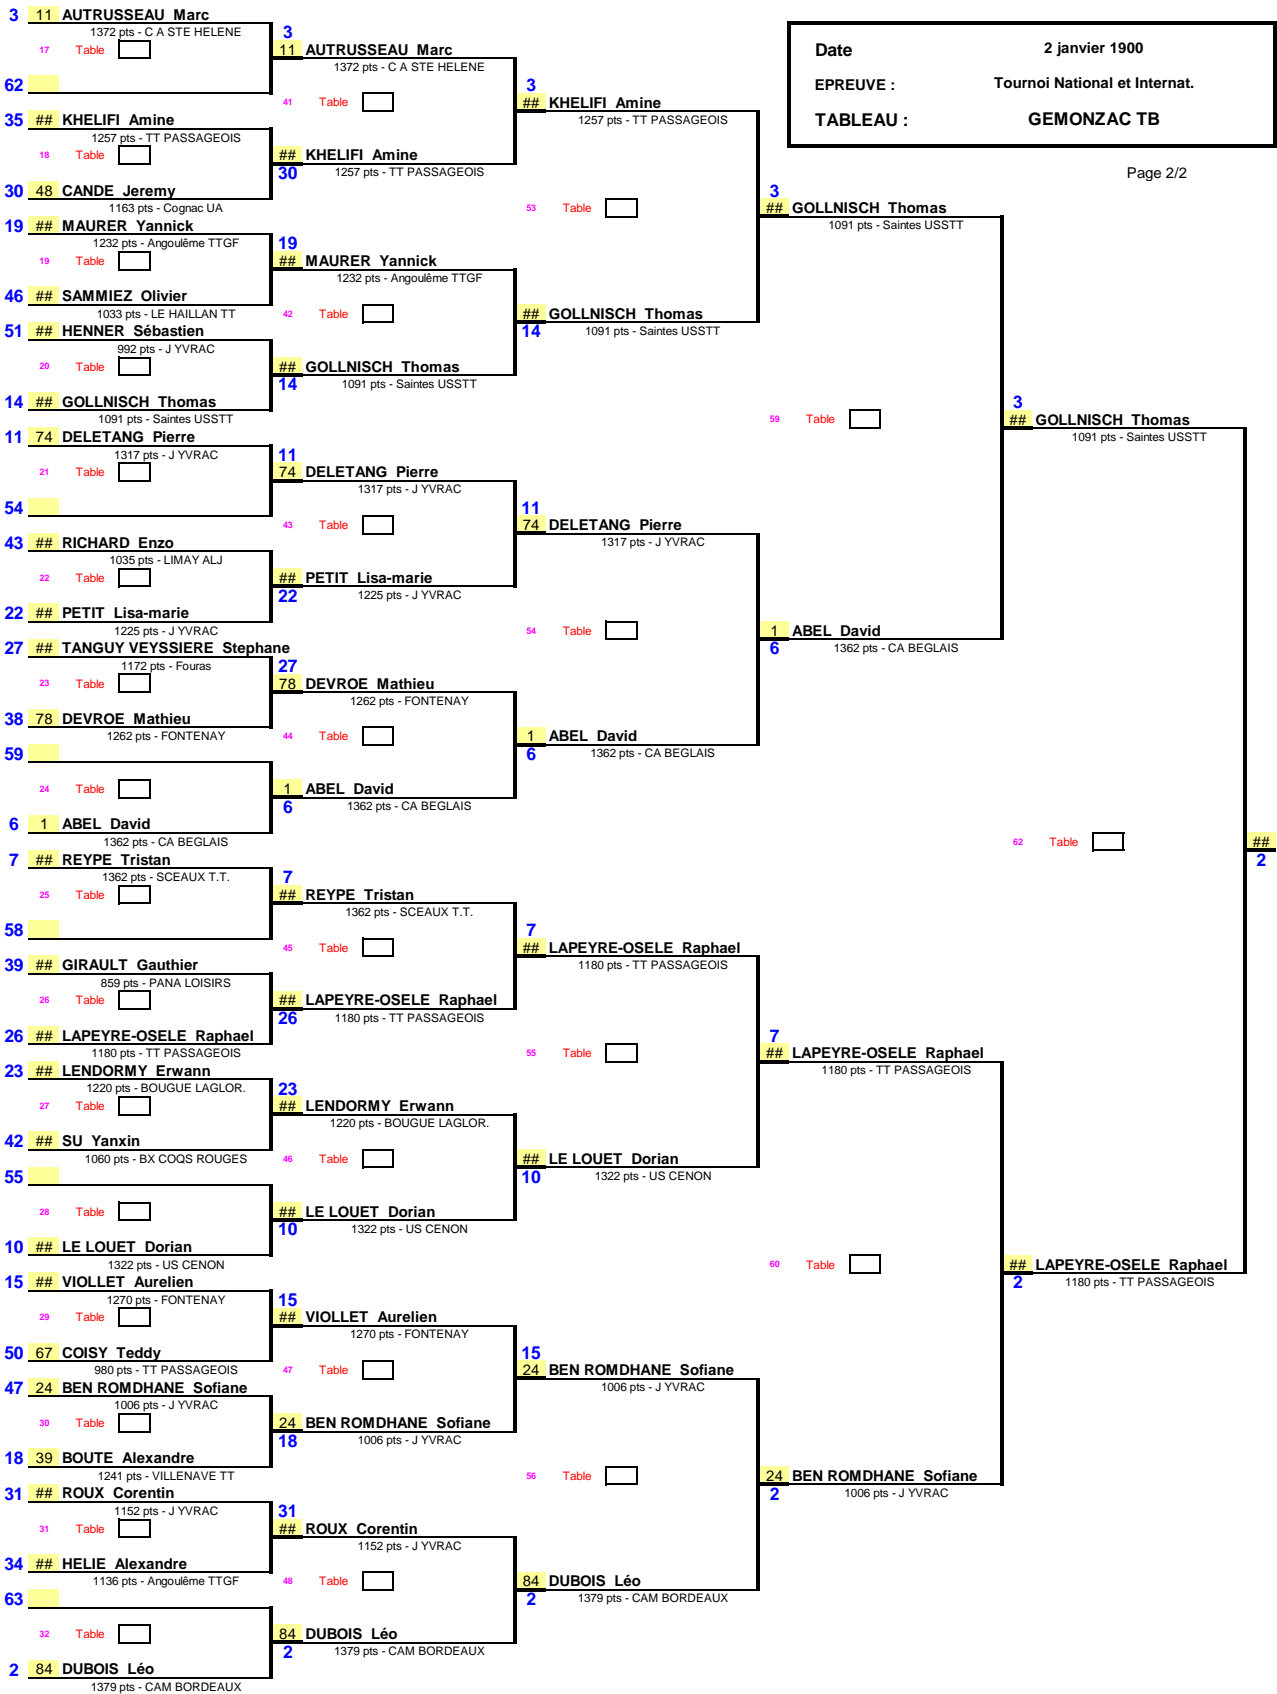 3 11 AUTRUSSEAU Marc
1372 pts - C A STE HELENE
17 Table
62
35 ## KHELIFI Amine
1257 pts - TT PASSAGEOIS
18 Table
30 48 CANDE Jeremy
1163 pts - Cognac UA
19 ## MAURER Yannick
1232 pts - Angoulême TTGF
19 Table
46 ## SAMMIEZ Olivier
1033 pts - LE HAILLAN TT
51 ## HENNER Sébastien
992 pts - J YVRAC
20 Table
14 ## GOLLNISCH Thomas
1091 pts - Saintes USSTT
11 74 DELETANG Pierre
1317 pts - J YVRAC
21 Table
54
43 ## RICHARD Enzo
1035 pts - LIMAY ALJ
22 Table
22 ## PETIT Lisa-marie
1225 pts - J YVRAC
27 ## TANGUY VEYSSIERE Stephane
1172 pts - Fouras
23 Table
38 78 DEVROE Mathieu
1262 pts - FONTENAY
59
24 Table
6 1 ABEL David
1362 pts - CA BEGLAIS
7 ## REYPE Tristan
1362 pts - SCEAUX T.T.
25 Table
58
39 ## GIRAULT Gauthier
859 pts - PANA LOISIRS
26 Table
26 ## LAPEYRE-OSELE Raphael
1180 pts - TT PASSAGEOIS
23 ## LENDORMY Erwann
1220 pts - BOUGUE LAGLOR.
27 Table
42 ## SU Yanxin
1060 pts - BX COQS ROUGES
55
28 Table
10 ## LE LOUET Dorian
1322 pts - US CENON
15 ## VIOLLET Aurelien
1270 pts - FONTENAY
29 Table
50 67 COISY Teddy
980 pts - TT PASSAGEOIS
47 24 BEN ROMDHANE Sofiane
1006 pts - J YVRAC
30 Table
18 39 BOUTE Alexandre
1241 pts - VILLENAVE TT
31 ## ROUX Corentin
1152 pts - J YVRAC
31 Table
34 ## HELIE Alexandre
1136 pts - Angoulême TTGF
63
32 Table
2 84 DUBOIS Léo
1379 pts - CAM BORDEAUX
3
11 AUTRUSSEAU Marc
1372 pts - C A STE HELENE
41 Table
## KHELIFI Amine
30 1257 pts - TT PASSAGEOIS
19
## MAURER Yannick
1232 pts - Angoulême TTGF
42 Table
## GOLLNISCH Thomas
14 1091 pts - Saintes USSTT
11
74 DELETANG Pierre
1317 pts - J YVRAC
43 Table
## PETIT Lisa-marie
22 1225 pts - J YVRAC
27
78 DEVROE Mathieu
1262 pts - FONTENAY
44 Table
1 ABEL David
6 1362 pts - CA BEGLAIS
7
## REYPE Tristan
1362 pts - SCEAUX T.T.
45 Table
## LAPEYRE-OSELE Raphael
26 1180 pts - TT PASSAGEOIS
23
## LENDORMY Erwann
1220 pts - BOUGUE LAGLOR.
46 Table
## LE LOUET Dorian
10 1322 pts - US CENON
15
## VIOLLET Aurelien
1270 pts - FONTENAY
47 Table
24 BEN ROMDHANE Sofiane
18 1006 pts - J YVRAC
31
## ROUX Corentin
1152 pts - J YVRAC
48 Table
84 DUBOIS Léo
2 1379 pts - CAM BORDEAUX
3
## KHELIFI Amine
1257 pts - TT PASSAGEOIS
53 Table
## GOLLNISCH Thomas
14 1091 pts - Saintes USSTT
11
74 DELETANG Pierre
1317 pts - J YVRAC
54 Table
1 ABEL David
6 1362 pts - CA BEGLAIS
7
## LAPEYRE-OSELE Raphael
1180 pts - TT PASSAGEOIS
55 Table
## LE LOUET Dorian
10 1322 pts - US CENON
15
24 BEN ROMDHANE Sofiane
1006 pts - J YVRAC
56 Table
84 DUBOIS Léo
2 1379 pts - CAM BORDEAUX
Date 2 janvier 1900
EPREUVE : Tournoi National et Internat.
TABLEAU : GEMONZAC TB
Page 2/2
3
## GOLLNISCH Thomas
1091 pts - Saintes USSTT
59 Table
1 ABEL David
6 1362 pts - CA BEGLAIS
7
## LAPEYRE-OSELE Raphael
1180 pts - TT PASSAGEOIS
60 Table
24 BEN ROMDHANE Sofiane
2 1006 pts - J YVRAC
3
## GOLLNISCH Thomas
1091 pts - Saintes USSTT
62 Table
## LAPEYRE-OSELE Raphael
2 1180 pts - TT PASSAGEOIS
##
2